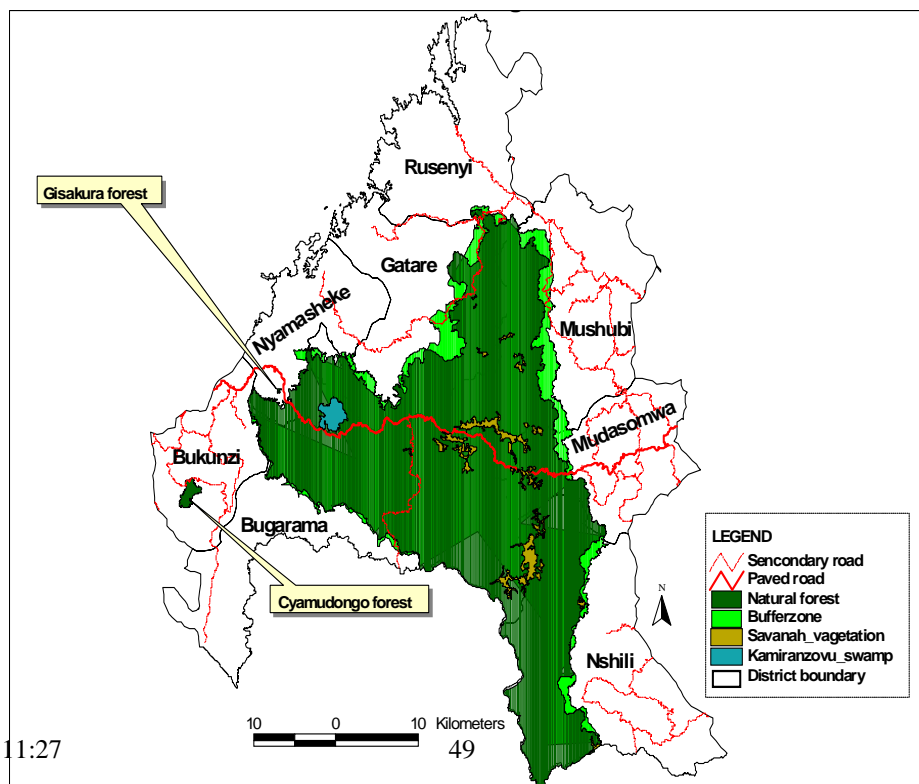 Rusenyi
Gisakura forest
Gatare
Nyamasheke
Mushubi
Mudasomwa
Bukunzi
Bugarama
Cyamudongo forest
Nshili
LEGEND
Sencondary road
Paved road
Natural forest
Bufferzone
Savanah_vagetation
Kamiranzovu_swamp
District boundary
N
10 0 10 Kilometers
11:27
49